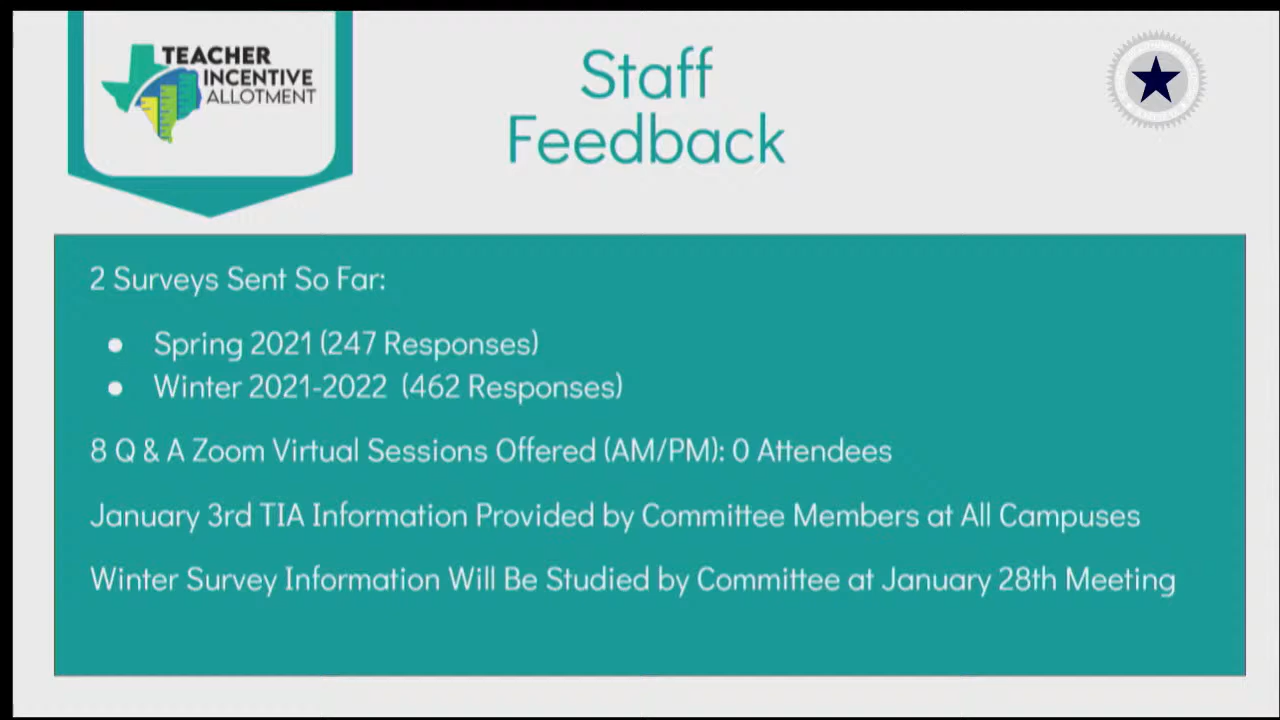 TEACHER
INCENTIVE
ALLOTMENT
Staff
Feedback
2 Surveys Sent So Far:
● Spring 2021 (247 Responses)
● Winter 2021-2022 (462 Responses)
8 Q & A Zoom Virtual Sessions Offered (AM/PM): 0 Attendees
January 3rd TIA Information Provided by Committee Members at All Campuses
Winter Survey Information Will Be Studied by Committee at January 28th Meeting